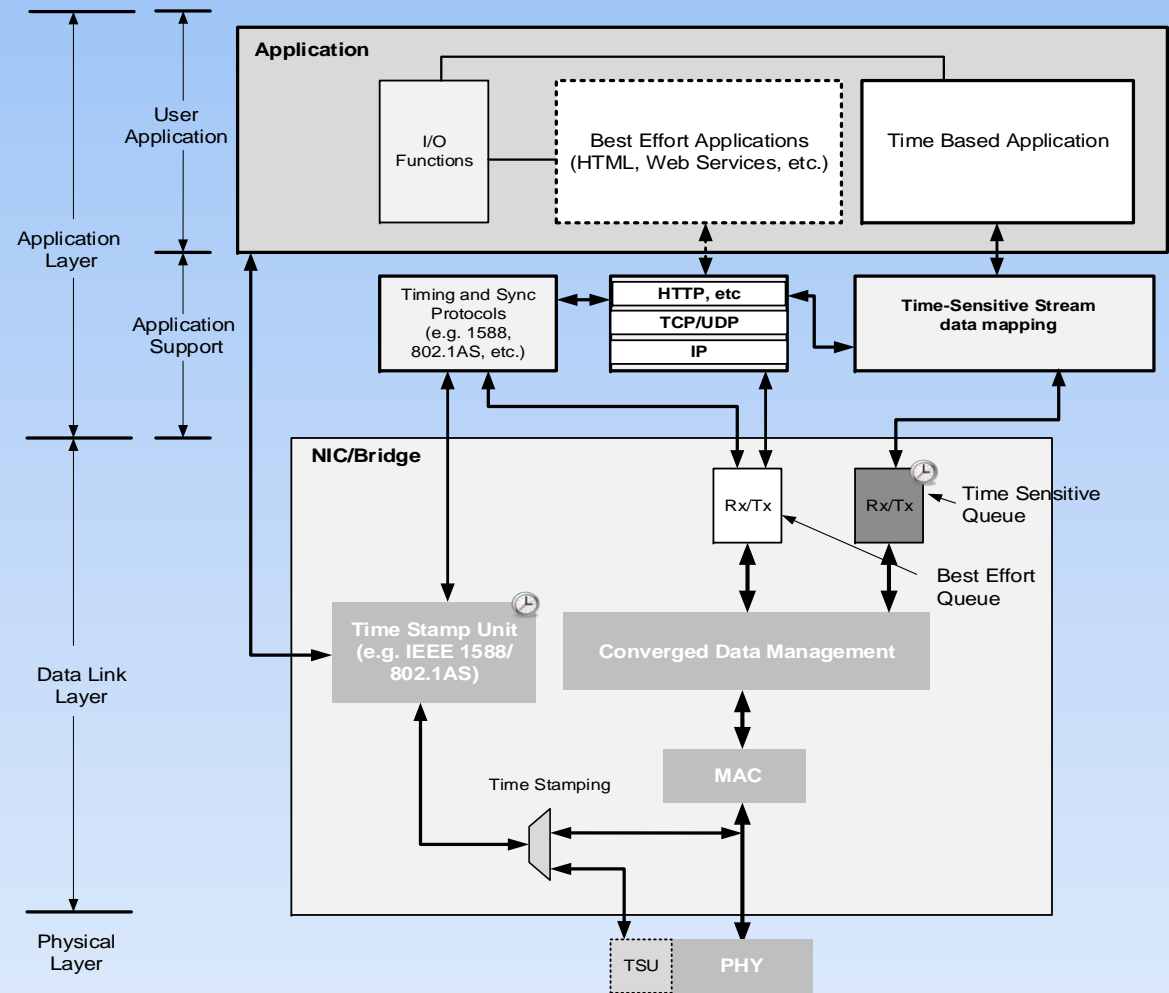 Application
User
Application
I/O
Functions
Best Effort Applications
(HTML, Web Services, etc.)
Time Based Application
Application
Layer
Application
Support
Timing and Sync
Protocols
(e.g. 1588,
802.1AS, etc.)
HTTP, etc
TCP/UDP
IP
Time-Sensitive Stream
data mapping
NIC/Bridge
Rx/Tx
Rx/Tx
Time Sensitive
Queue
Best Effort
Queue
Time Stamp Unit
(e.g. IEEE 1588/
802.1AS)
Converged Data Management
Data Link
Layer
MAC
Time Stamping
Physical
Layer
TSU
PHY